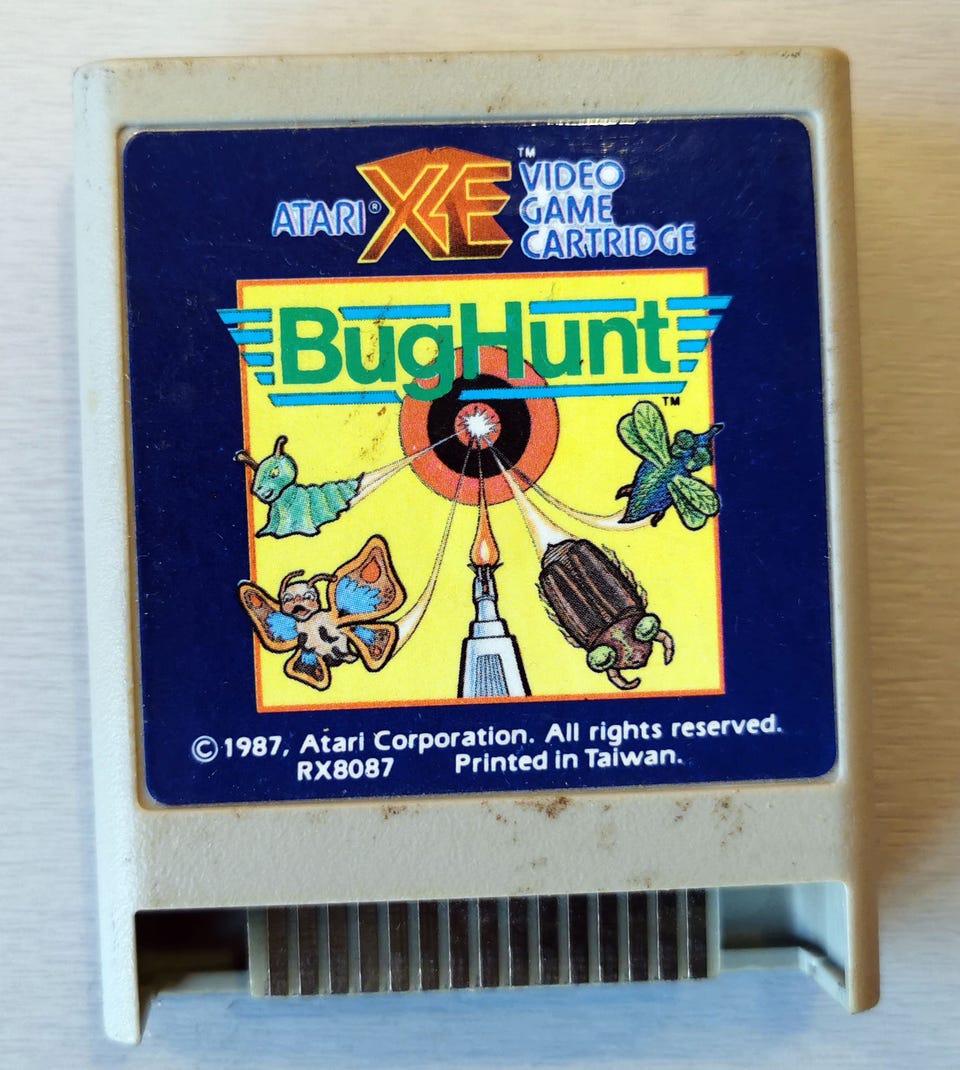 ATARI® XE™ VIDEO
GAME
CARTRIDGE
BugHunt™
© 1987, Atari Corporation. All rights reserved.
RX8087 Printed in Taiwan.